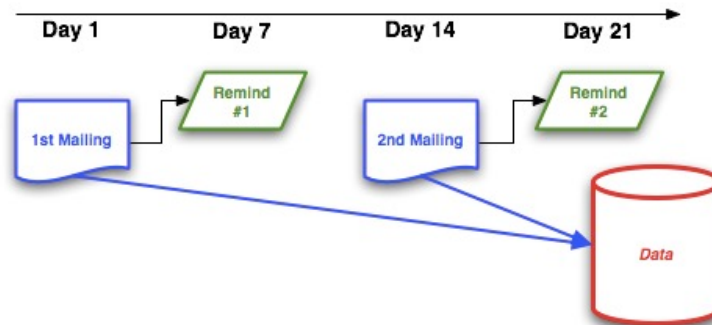 Day 1
Day 7
Day 14
Day 21
1st Mailing
Remind
#1
2nd Mailing
Remind
#2
Data